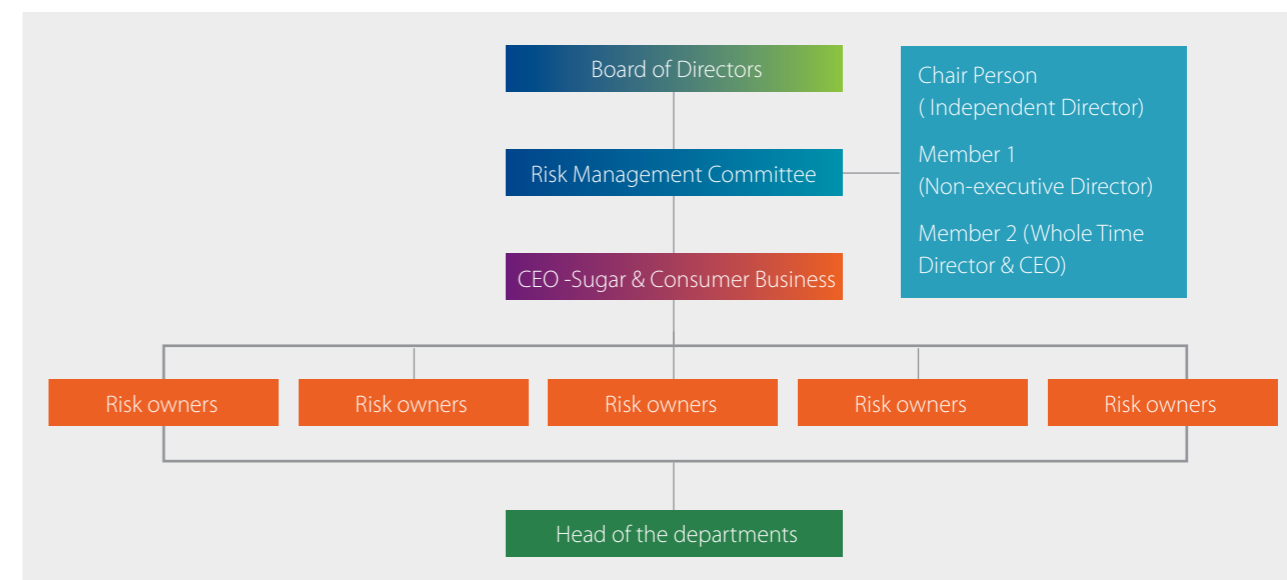 Board of Directors
Chair Person
( Independent Director)
Member 1
(Non-executive Director)
Member 2 (Whole Time
Director & CEO)
Risk Management Committee
CEO -Sugar & Consumer Business
Risk owners
Risk owners
Risk owners
Risk owners
Risk owners
Head of the departments